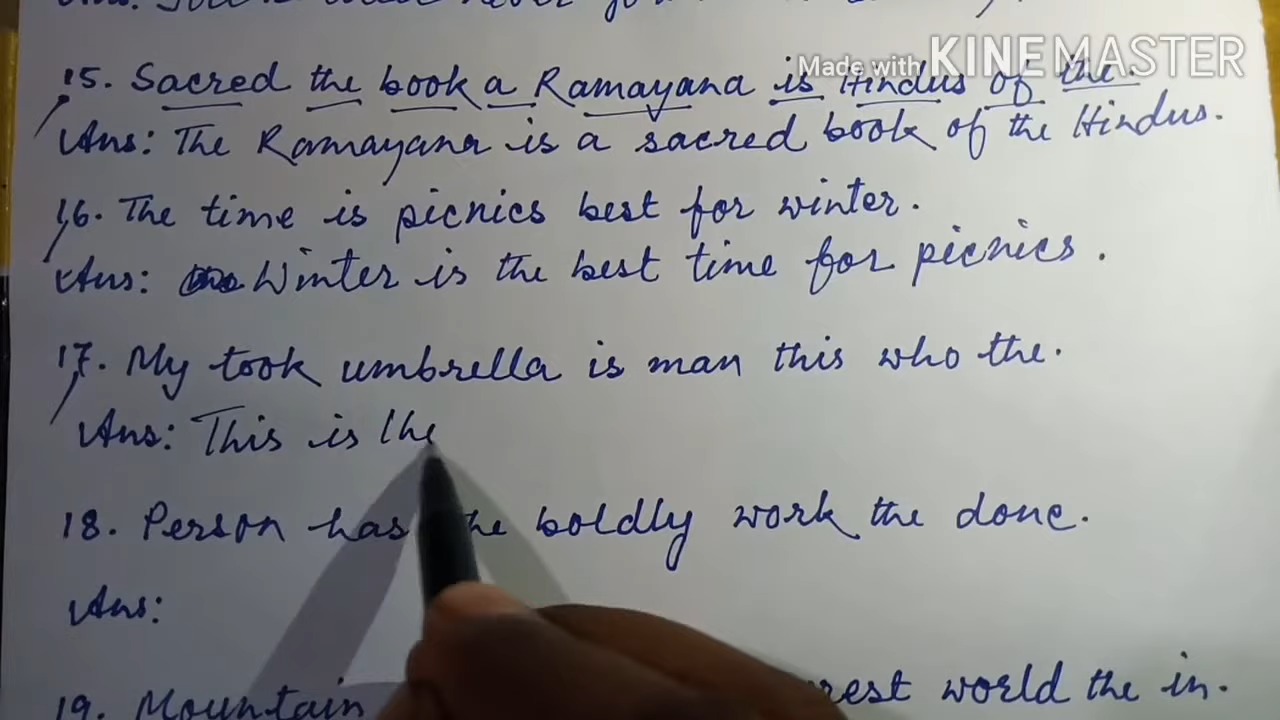 Made with KINEMASTER
15. Sacred the book a Ramayana is Hindus of the.
Ans: The Ramayana is a sacred book of the Hindus.
16. The time is picnics best for winter.
Ans: Winter is the best time for picnics.
17. My took umbrella is man this who the.
Ans: This is the
18. Person has the boldly work the done.
Ans:
19. Mountain world the in.